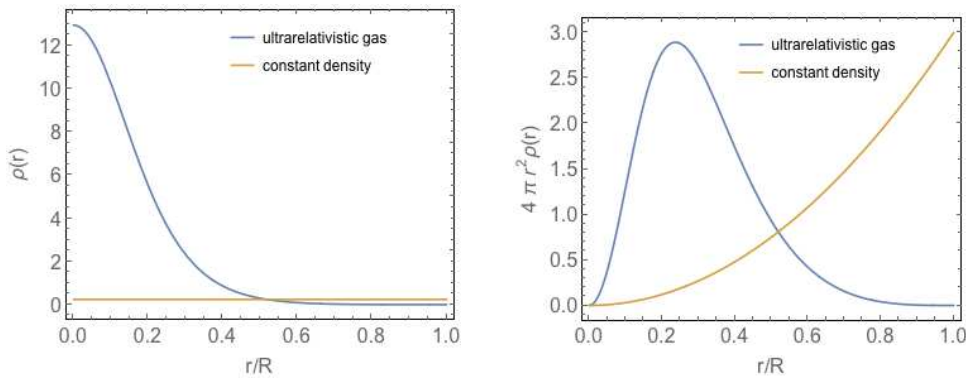 12
10
8
6
4
2
0
ρ(r)
ultrarelativistic gas
constant density
0.0 0.2 0.4 0.6 0.8 1.0
r/R
3.0
2.5
2.0
1.5
1.0
0.5
0.0
4 π r² ρ(r)
ultrarelativistic gas
constant density
0.0 0.2 0.4 0.6 0.8 1.0
r/R